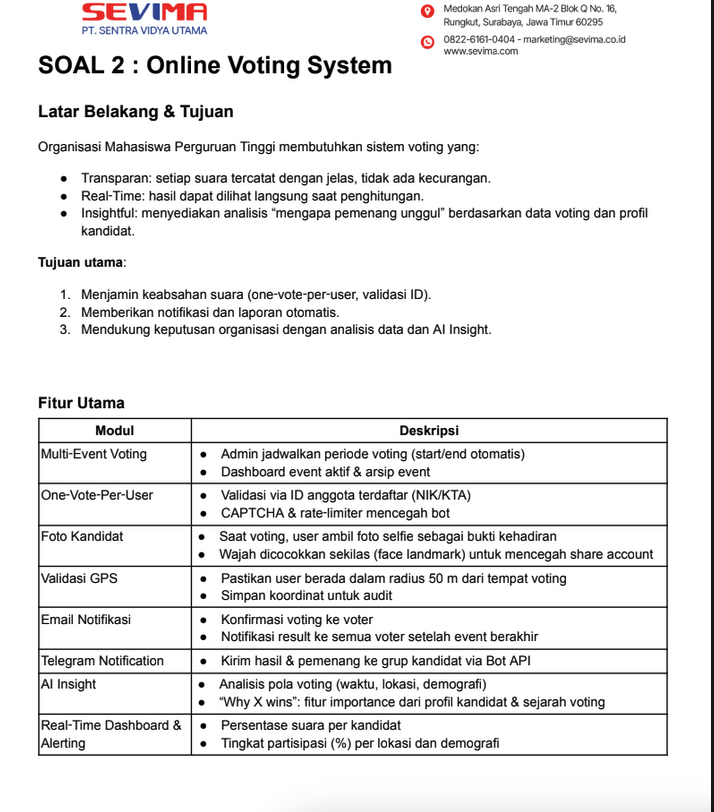 SEVIMA
PT. SENTRA VIDYA UTAMA
Medokan Asri Tengah MA-2 Blok Q No. 16,
Rungkut, Surabaya, Jawa Timur 60295
0822-6161-0404 - marketing@sevima.co.id
www.sevima.com
SOAL 2 : Online Voting System
Latar Belakang & Tujuan
Organisasi Mahasiswa Perguruan Tinggi membutuhkan sistem voting yang:
● Transparan: setiap suara tercatat dengan jelas, tidak ada kecurangan.
● Real-Time: hasil dapat dilihat langsung saat penghitungan.
● Insightful: menyediakan analisis “mengapa pemenang unggul” berdasarkan data voting dan profil
kandidat.
Tujuan utama:
1. Menjamin keabsahan suara (one-vote-per-user, validasi ID).
2. Memberikan notifikasi dan laporan otomatis.
3. Mendukung keputusan organisasi dengan analisis data dan AI Insight.
Fitur Utama
Modul Deskripsi
Multi-Event Voting ● Admin jadwalkan periode voting (start/end otomatis)
● Dashboard event aktif & arsip event
One-Vote-Per-User ● Validasi via ID anggota terdaftar (NIK/KTA)
● CAPTCHA & rate-limiter mencegah bot
Foto Kandidat ● Saat voting, user ambil foto selfie sebagai bukti kehadiran
● Wajah dicocokkan sekilas (face landmark) untuk mencegah share account
Validasi GPS ● Pastikan user berada dalam radius 50 m dari tempat voting
● Simpan koordinat untuk audit
Email Notifikasi ● Konfirmasi voting ke voter
● Notifikasi result ke semua voter setelah event berakhir
Telegram Notification ● Kirim hasil & pemenang ke grup kandidat via Bot API
AI Insight ● Analisis pola voting (waktu, lokasi, demografi)
● “Why X wins”: fitur importance dari profil kandidat & sejarah voting
Real-Time Dashboard & ● Persentase suara per kandidat
Alerting ● Tingkat partisipasi (%) per lokasi dan demografi